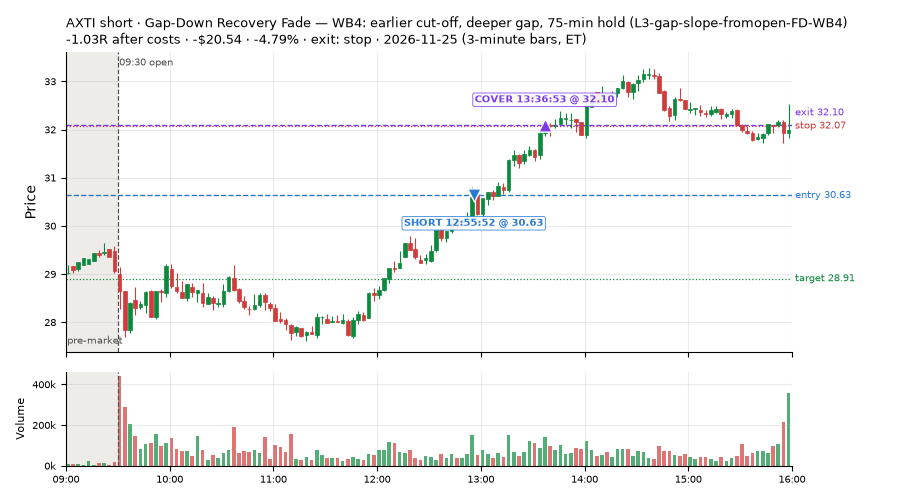 AXTI short · Gap-Down Recovery Fade — WB4: earlier cut-off, deeper gap, 75-min hold (L3-gap-slope-fromopen-FD-WB4)
-1.03R after costs · -$20.54 · -4.79% · exit: stop · 2026-11-25 (3-minute bars, ET)
09:30 open
COVER 13:36:53 @ 32.10
exit 32.10
stop 32.07
entry 30.63
SHORT 12:55:52 @ 30.63
target 28.91
pre-market
Price
33
32
31
30
29
28
Volume
400k
200k
0k
09:00
10:00
11:00
12:00
13:00
14:00
15:00
16:00